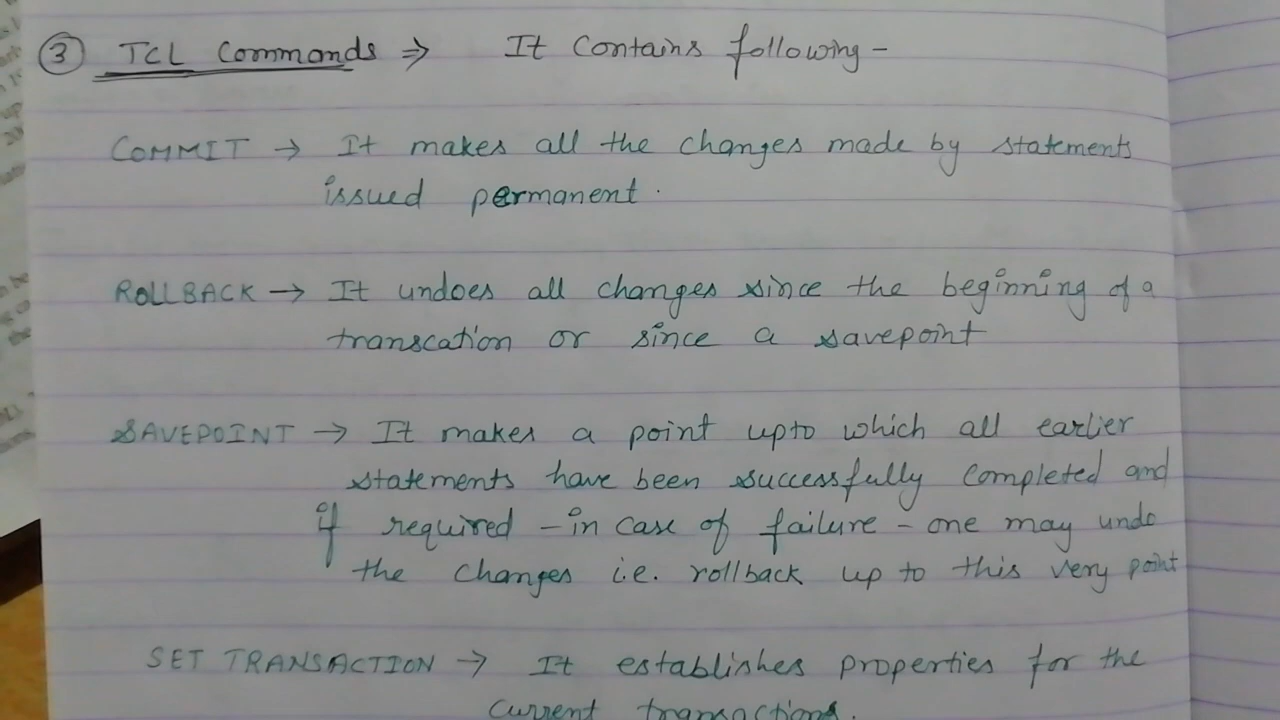 ③ TCL Commands ⇒ It contains following -
COMMIT → It makes all the changes made by statements
issued permanent.
ROLLBACK → It undoes all changes since the beginning of a
transcation or since a savepoint
SAVEPOINT → It makes a point upto which all earlier
statements have been successfully completed and
if required - in case of failure - one may undo
the changes i.e. rollback up to this very point
SET TRANSACTION → It establishes properties for the
current transactions.